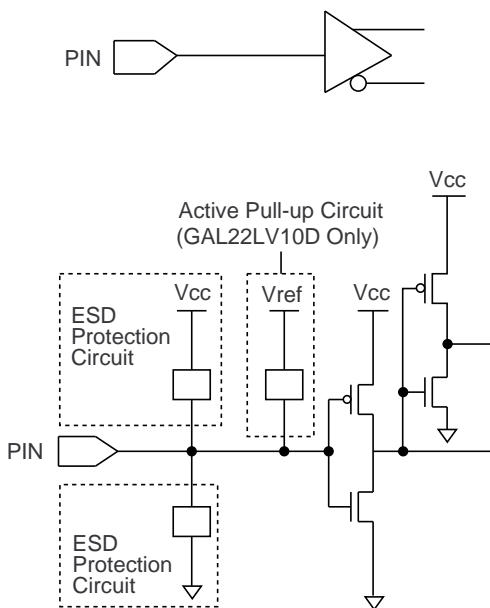 PIN
Vcc
Active Pull-up Circuit
(GAL22LV10D Only)
Vcc
Vref
Vcc
ESD
Protection
Circuit
PIN
ESD
Protection
Circuit